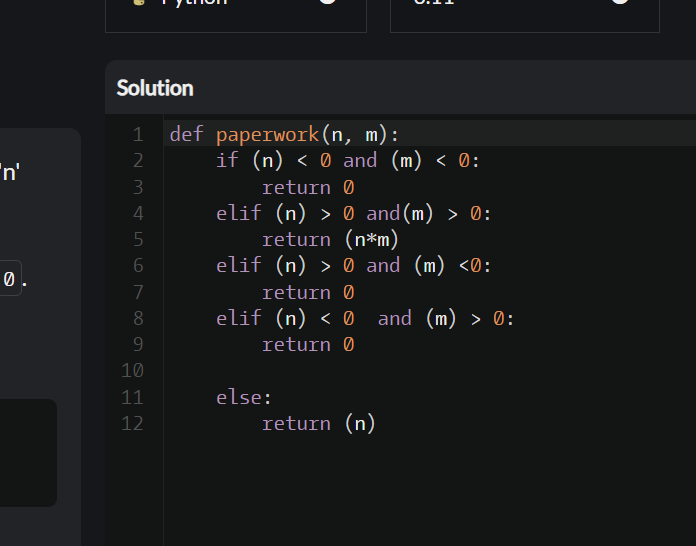 Python
3.11
Solution
'n'
0.
1 def paperwork(n, m):
2     if (n) < 0 and (m) < 0:
3         return 0
4     elif (n) > 0 and(m) > 0:
5         return (n*m)
6     elif (n) > 0 and (m) <0:
7         return 0
8     elif (n) < 0  and (m) > 0:
9         return 0
10
11     else:
12         return (n)